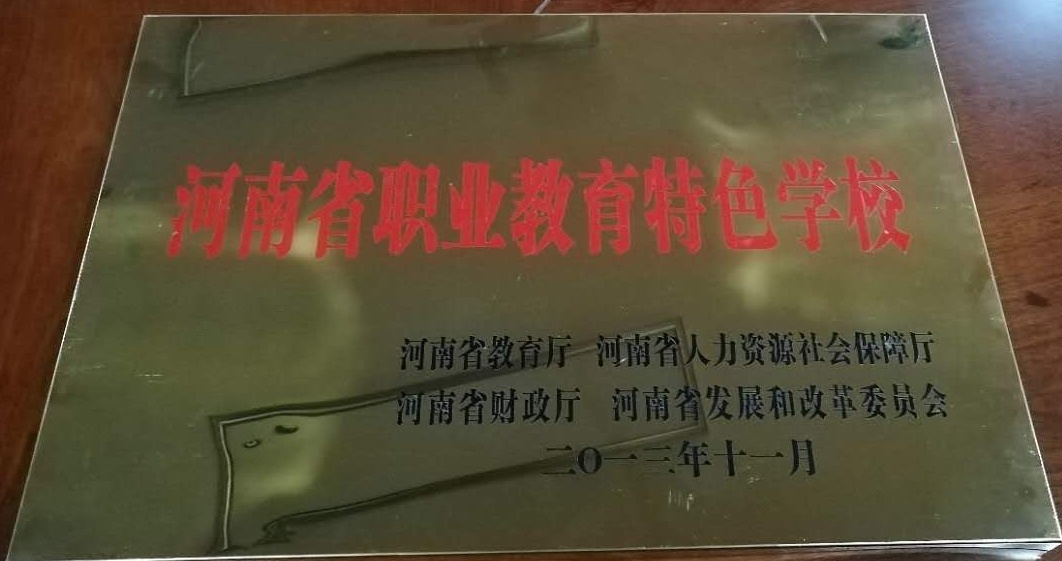 河南省职业教育特色学校
河南省教育厅 河南省人力资源社会保障厅
河南省财政厅 河南省发展和改革委员会
二〇一三年十一月